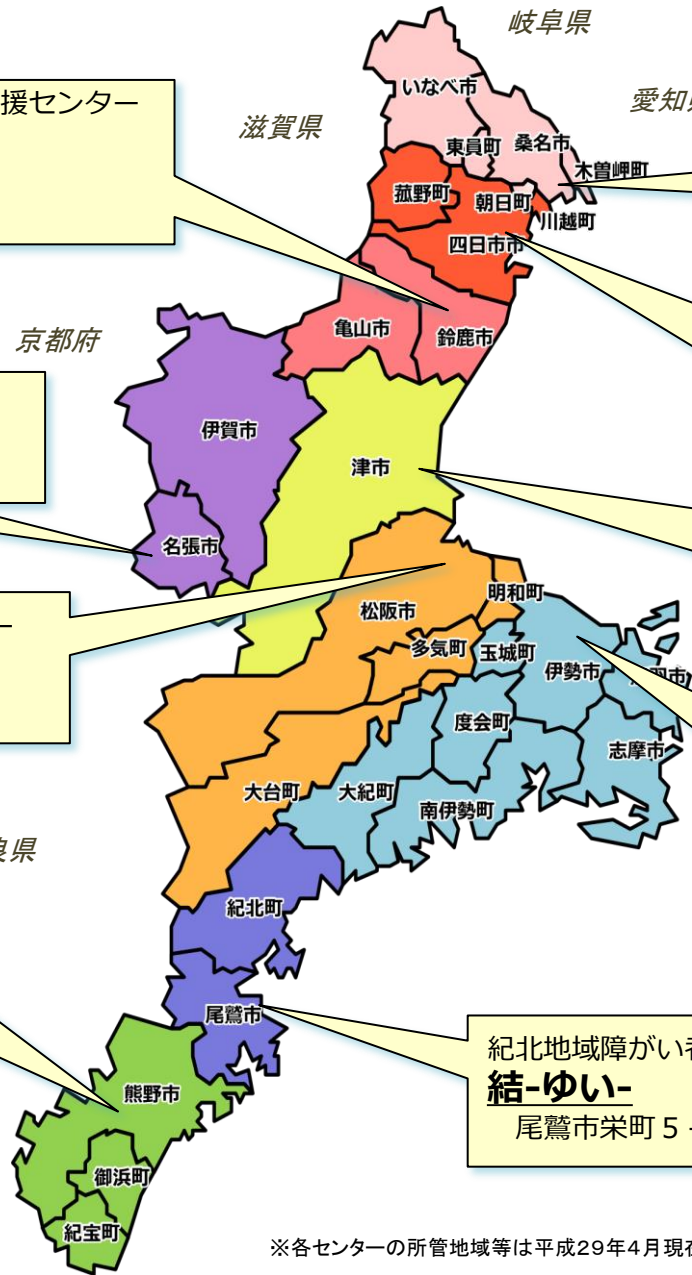 岐阜県
いなべ市
援センター
滋賀県
愛知県
東員町
桑名市
木曽岬町
菰野町
朝日町
川越町
四日市市
亀山市
鈴鹿市
京都府
伊賀市
津市
名張市
ー
松阪市
明和町
多気町
玉城町
伊勢市
市
度会町
志摩市
大台町
大紀町
南伊勢町
良県
紀北町
尾鷲市
紀北地域障がい者
結-ゆい-
尾鷲市栄町5-
熊野市
御浜町
紀宝町
※各センターの所管地域等は平成29年4月現在